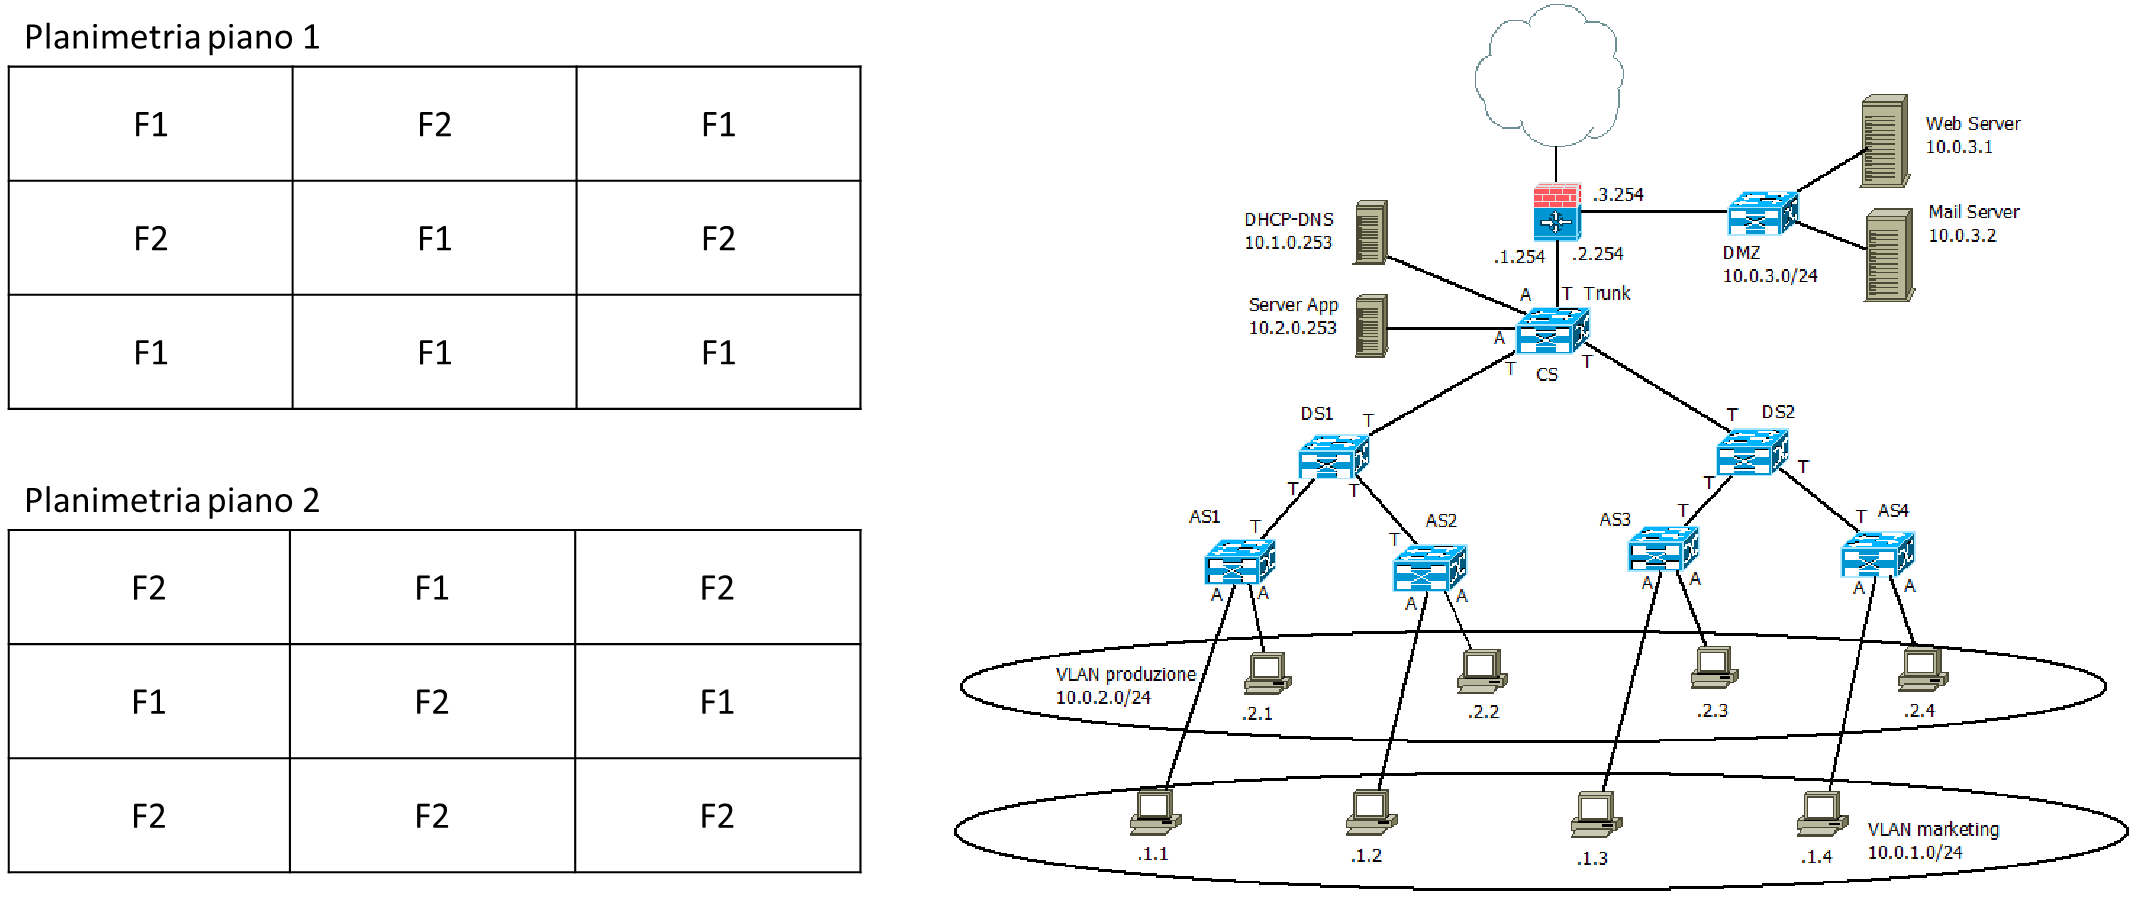 Planimetria piano 1
F1 F2 F1
F2 F1 F2
F1 F1 F1
Planimetria piano 2
F2 F1 F2
F1 F2 F1
F2 F2 F2
Web Server
10.0.3.1
.3.254
DHCP-DNS
10.1.0.253
Mail Server
10.0.3.2
.1.254
.2.254
DMZ
10.0.3.0/24
A
T Trunk
Server App
10.2.0.253
A
T
T
CS
DS1
T
T
DS2
T
T
T
T
AS1
T
T
AS2
AS3
T
T
AS4
A
A
A
A
A
A
A
A
VLAN produzione
10.0.2.0/24
.2.1
.2.2
.2.3
.2.4
.1.1
.1.2
.1.3
.1.4
VLAN marketing
10.0.1.0/24